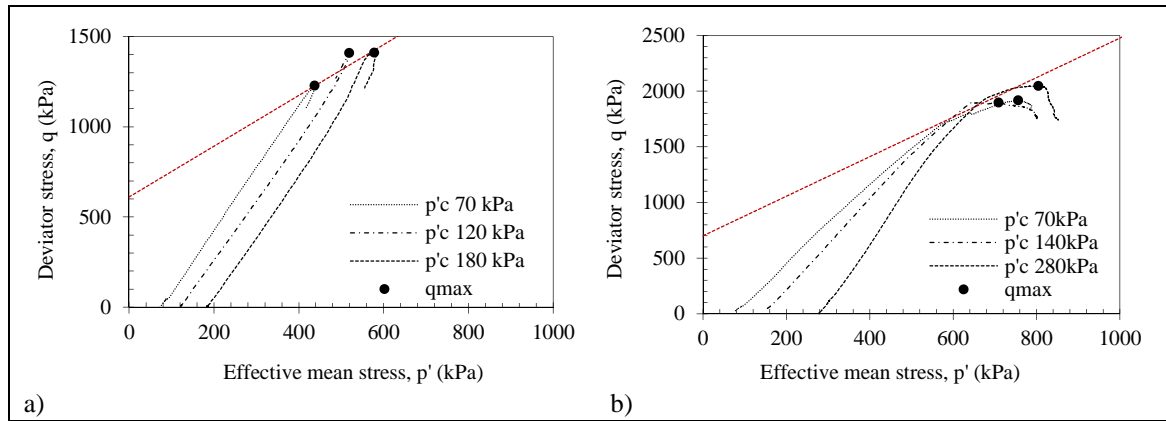 1500
1000
500
0
Deviator stress, q (kPa)
p'c 70 kPa
p'c 120 kPa
p'c 180 kPa
qmax
0 200 400 600 800 1000
Effective mean stress, p' (kPa)
a)
2500
2000
1500
1000
500
0
Deviator stress, q (kPa)
p'c 70kPa
p'c 140kPa
p'c 280kPa
qmax
0 200 400 600 800 1000
Effective mean stress, p' (kPa)
b)